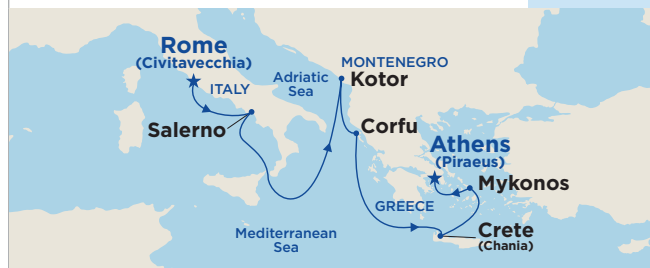 Rome
(Civitavecchia)
ITALY
Adriatic
Sea
MONTENEGRO
Kotor
Salerno
Corfu
Athens
(Piraeus)
Mykonos
GREECE
Mediterranean
Sea
Crete
(Chania)